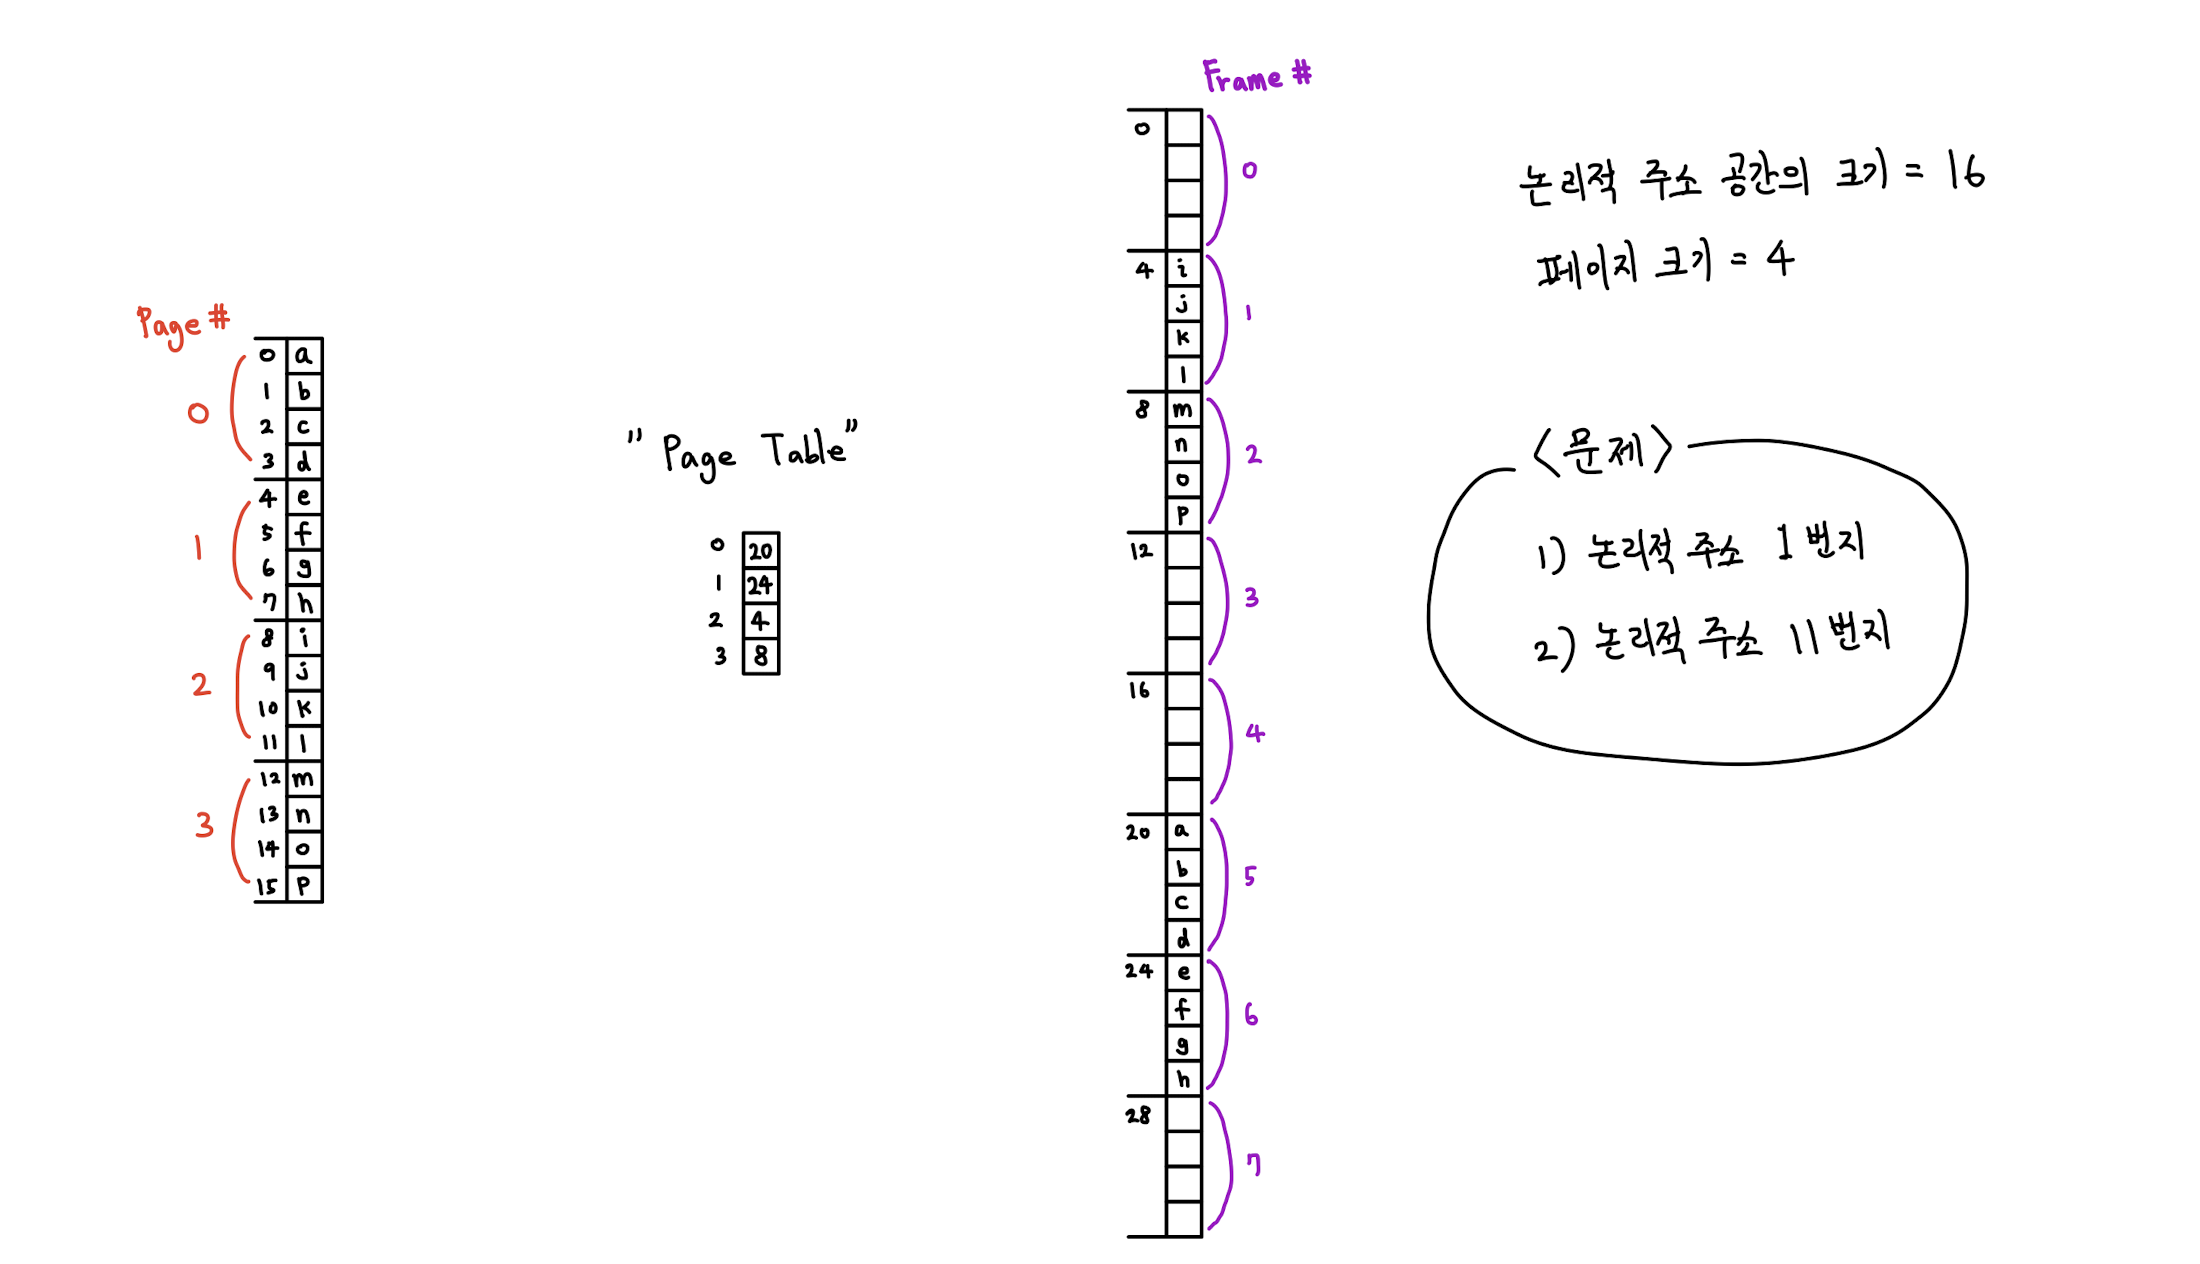 Page #
0
1
2
3
0 a
1 b
2 c
3 d
4 e
5 f
6 g
7 h
8 i
9 j
10 k
11 l
12 m
13 n
14 o
15 p
" Page Table"
0 20
1 24
2 4
3 8
Frame #
0
4 i
j
k
l
8 m
n
o
p
12
16
20 a
b
c
d
24 e
f
g
h
28
0
1
2
3
4
5
6
7
논리적 주소 공간의 크기 = 16
페이지 크기 = 4
<문제>
1) 논리적 주소 1번지
2) 논리적 주소 11번지